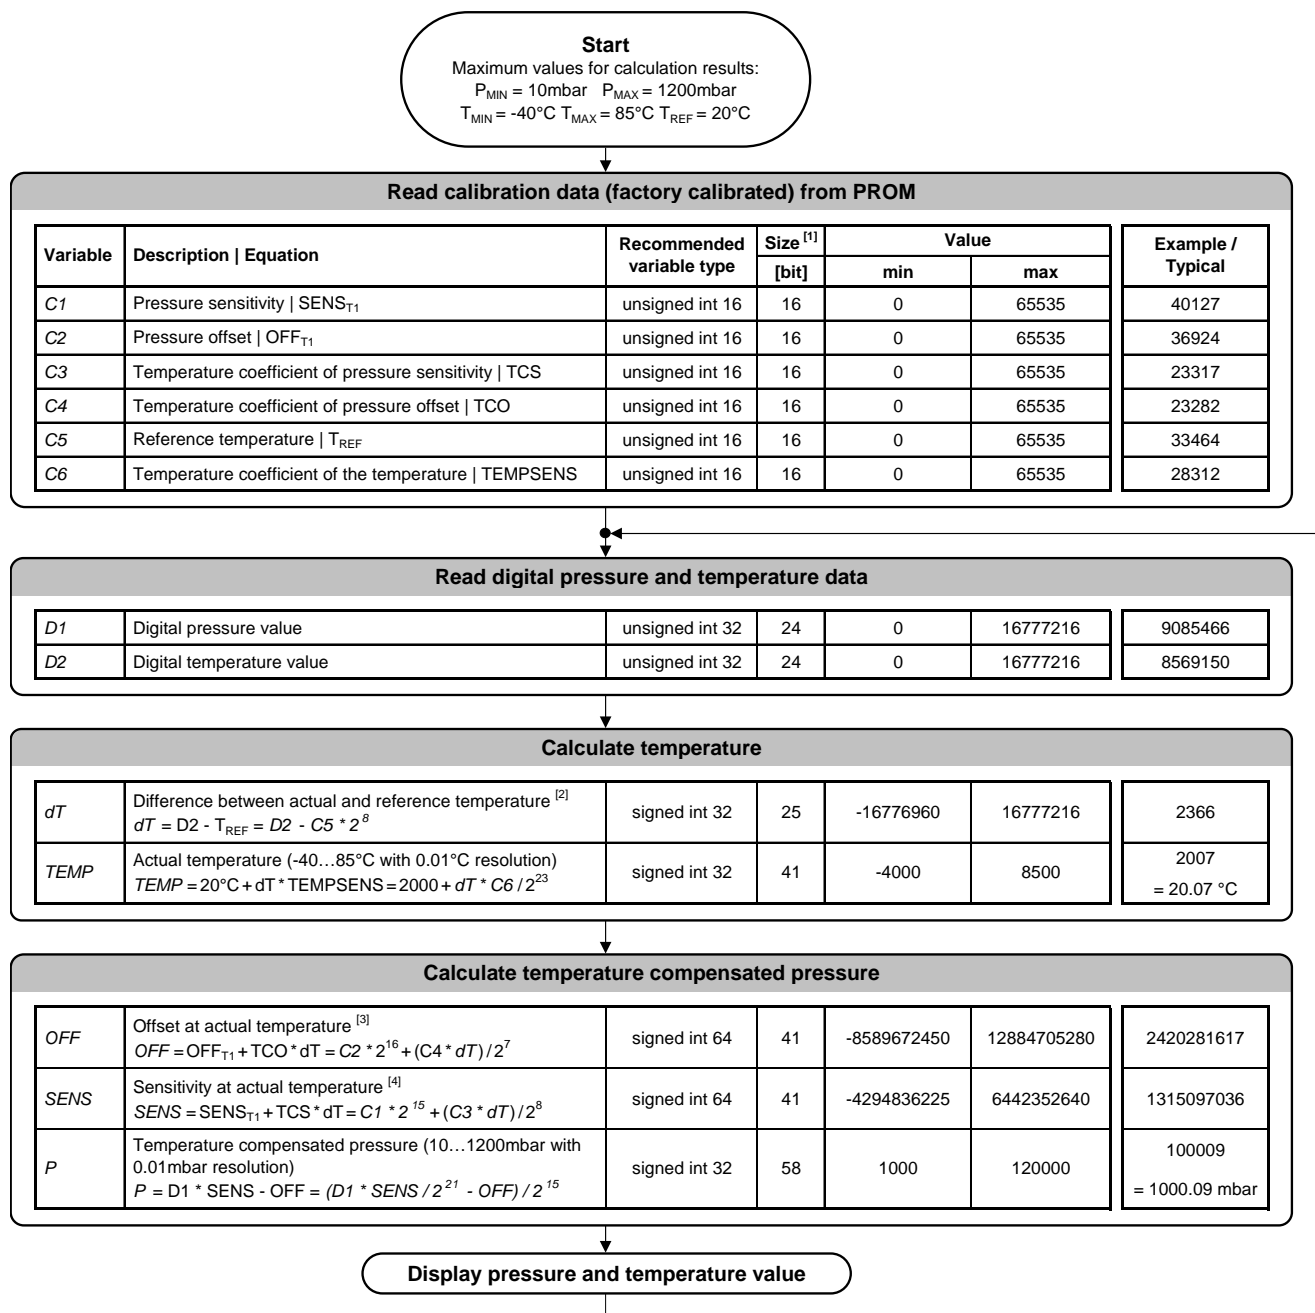 Start
Maximum values for calculation results:
P_MIN = 10mbar P_MAX = 1200mbar
T_MIN = -40°C T_MAX = 85°C T_REF = 20°C
Read calibration data (factory calibrated) from PROM
Variable Description | Equation Recommended variable type Size [1] [bit] Value min max Example / Typical
C1 Pressure sensitivity | SENS_T1 unsigned int 16 16 0 65535 40127
C2 Pressure offset | OFF_T1 unsigned int 16 16 0 65535 36924
C3 Temperature coefficient of pressure sensitivity | TCS unsigned int 16 16 0 65535 23317
C4 Temperature coefficient of pressure offset | TCO unsigned int 16 16 0 65535 23282
C5 Reference temperature | T_REF unsigned int 16 16 0 65535 33464
C6 Temperature coefficient of the temperature | TEMPSENS unsigned int 16 16 0 65535 28312
Read digital pressure and temperature data
D1 Digital pressure value unsigned int 32 24 0 16777216 9085466
D2 Digital temperature value unsigned int 32 24 0 16777216 8569150
Calculate temperature
dT Difference between actual and reference temperature [2]
dT = D2 - T_REF = D2 - C5 * 2^8
signed int 32 25 -16776960 16777216 2366
TEMP Actual temperature (-40…85°C with 0.01°C resolution)
TEMP = 20°C + dT * TEMPSENS = 2000 + dT * C6 / 2^23
signed int 32 41 -4000 8500 2007
= 20.07 °C
Calculate temperature compensated pressure
OFF Offset at actual temperature [3]
OFF = OFF_T1 + TCO * dT = C2 * 2^16 + (C4 * dT) / 2^7
signed int 64 41 -8589672450 12884705280 2420281617
SENS Sensitivity at actual temperature [4]
SENS = SENS_T1 + TCS * dT = C1 * 2^15 + (C3 * dT) / 2^8
signed int 64 41 -4294836225 6442352640 1315097036
P Temperature compensated pressure (10…1200mbar with
0.01mbar resolution)
P = D1 * SENS - OFF = (D1 * SENS / 2^21 - OFF) / 2^15
signed int 32 58 1000 120000 100009
= 1000.09 mbar
Display pressure and temperature value